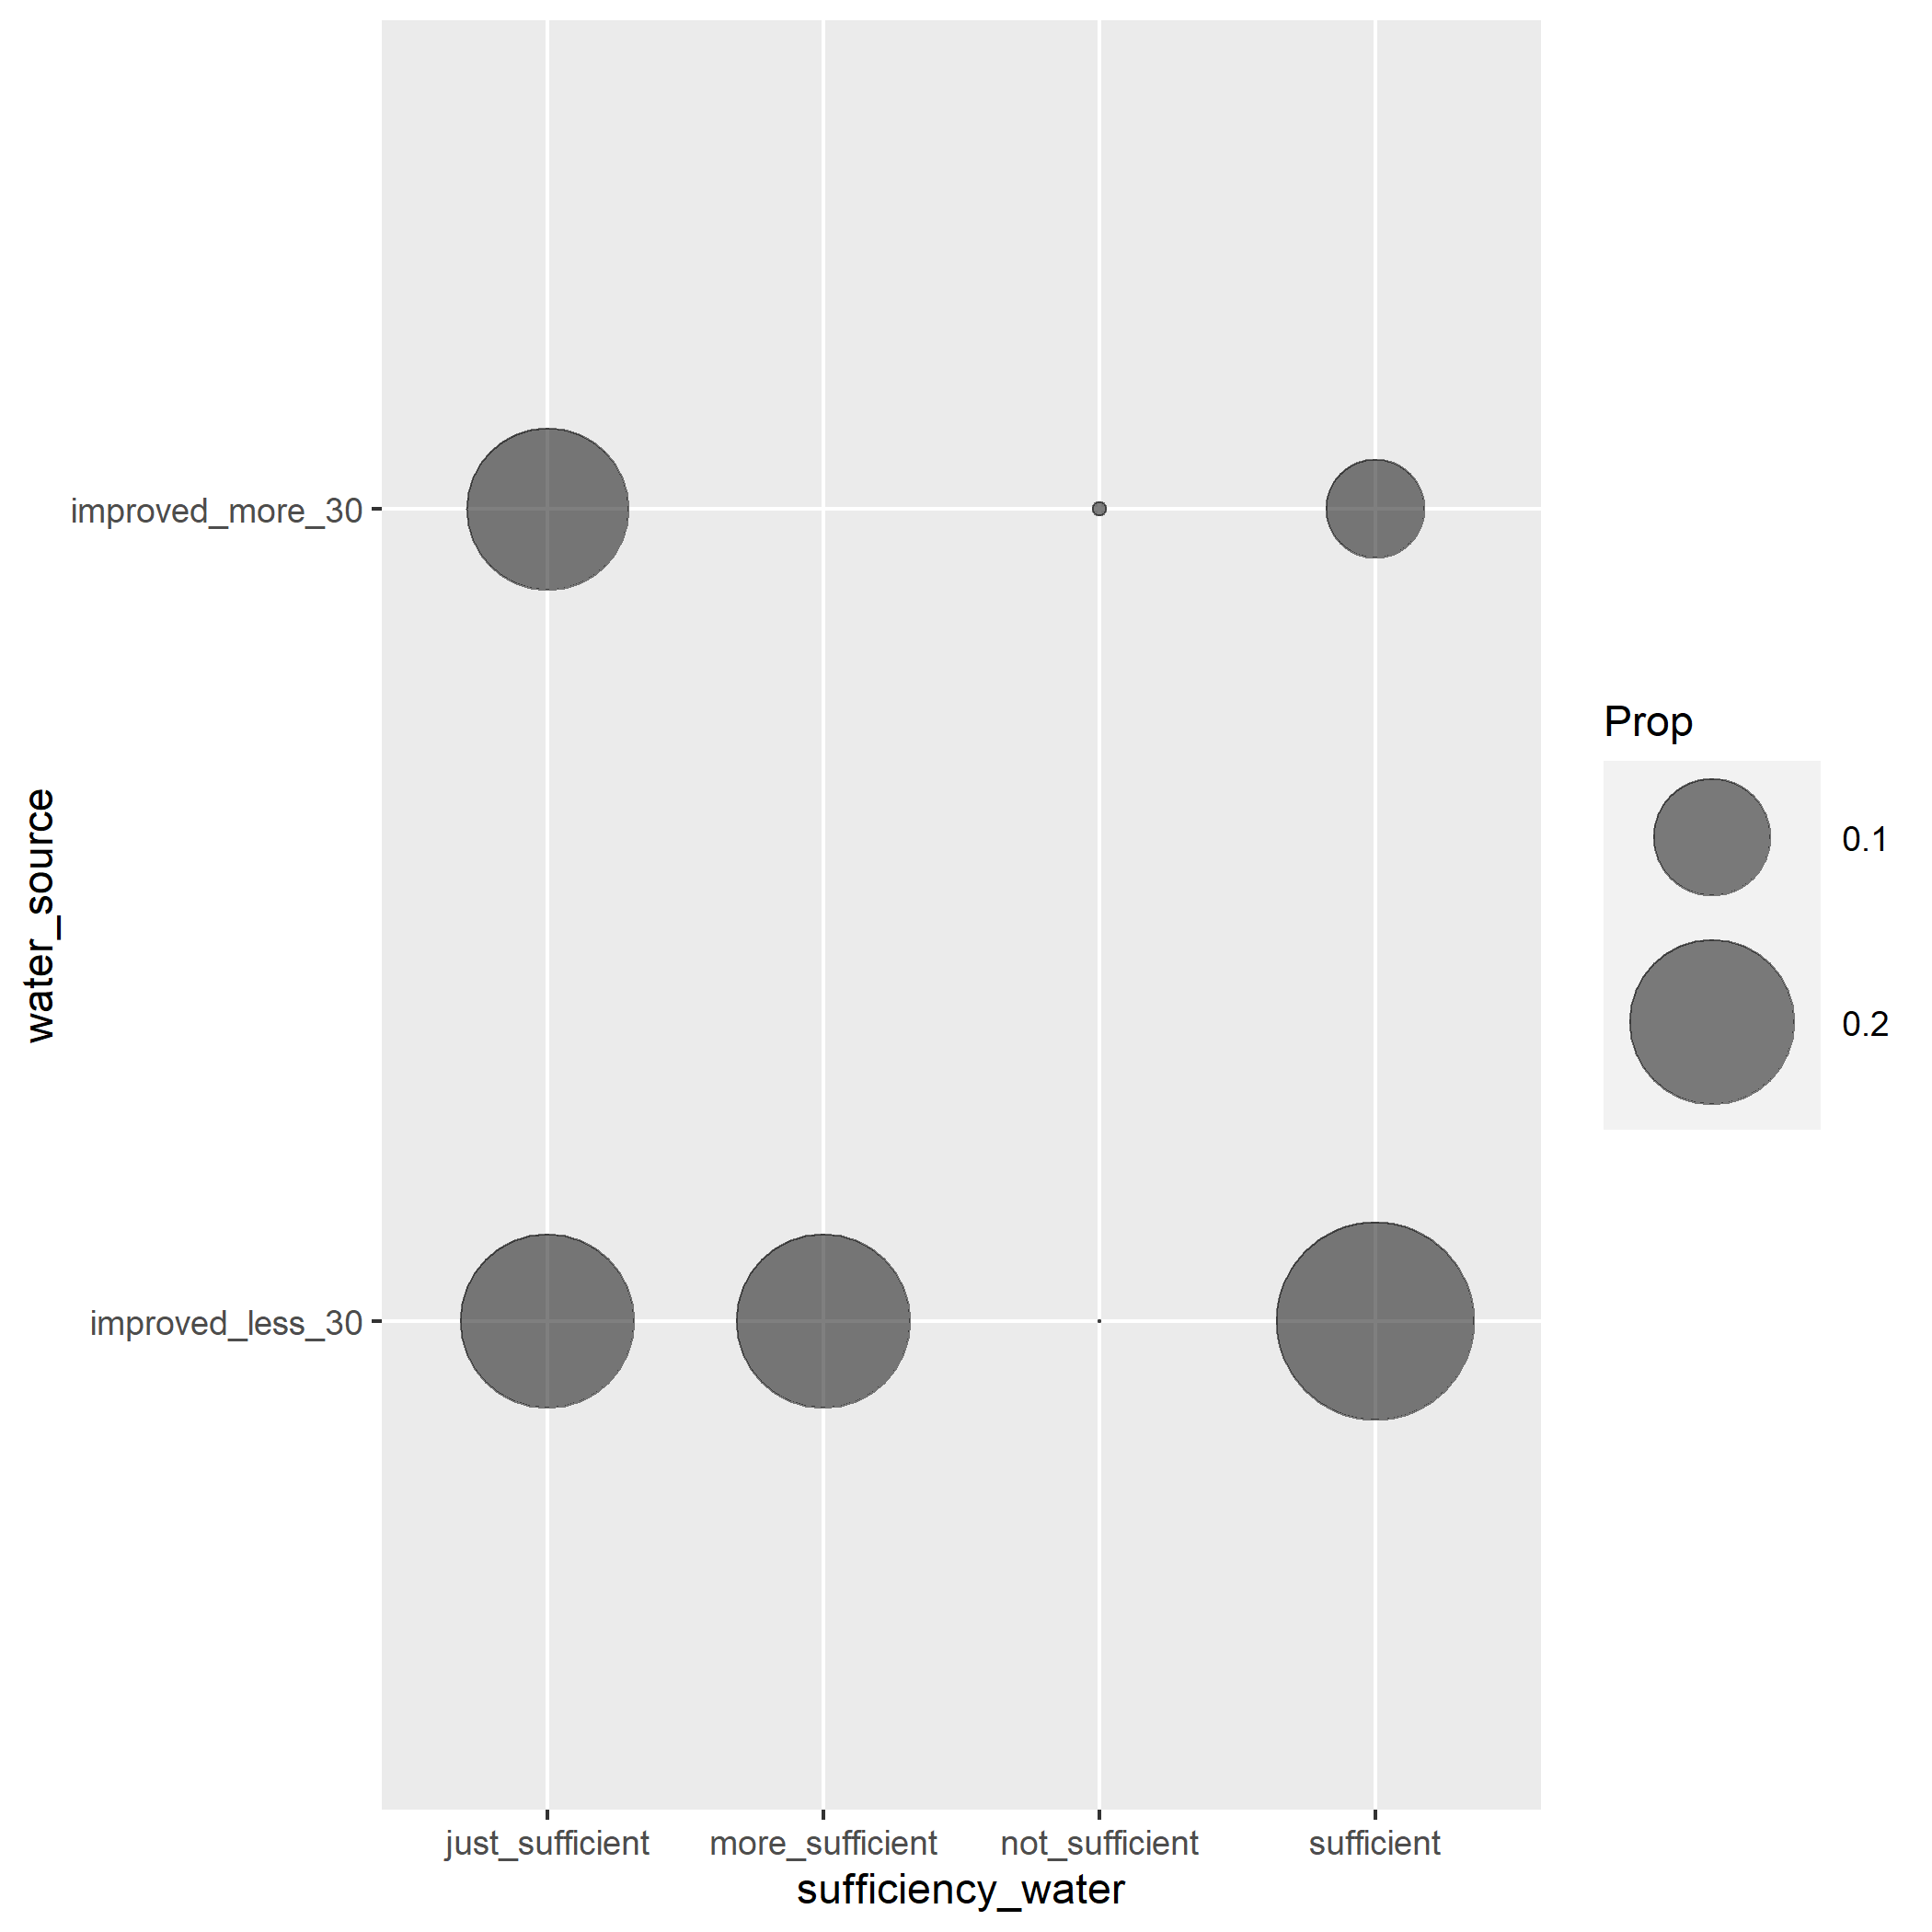 water_source
improved_more_30
improved_less_30
just_sufficient
more_sufficient
not_sufficient
sufficient
sufficiency_water
Prop
0.1
0.2